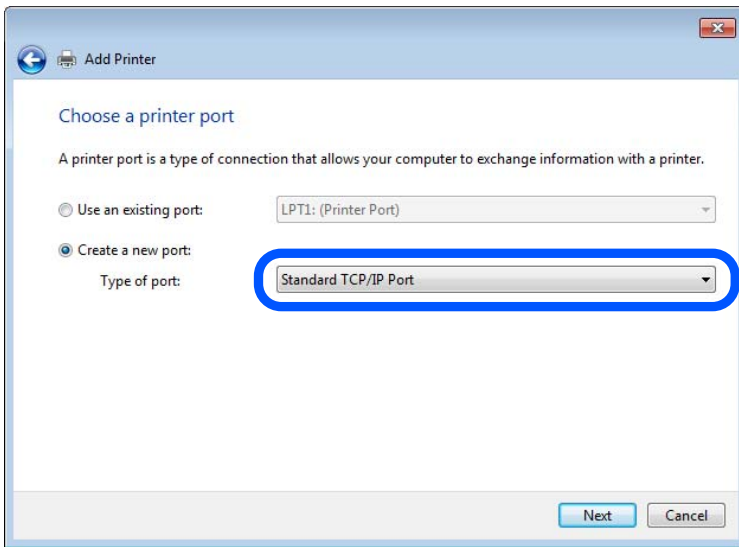 Add Printer
Choose a printer port
A printer port is a type of connection that allows your computer to exchange information with a printer.
Use an existing port: LPT1: (Printer Port)
Create a new port:
Type of port: Standard TCP/IP Port
Next Cancel